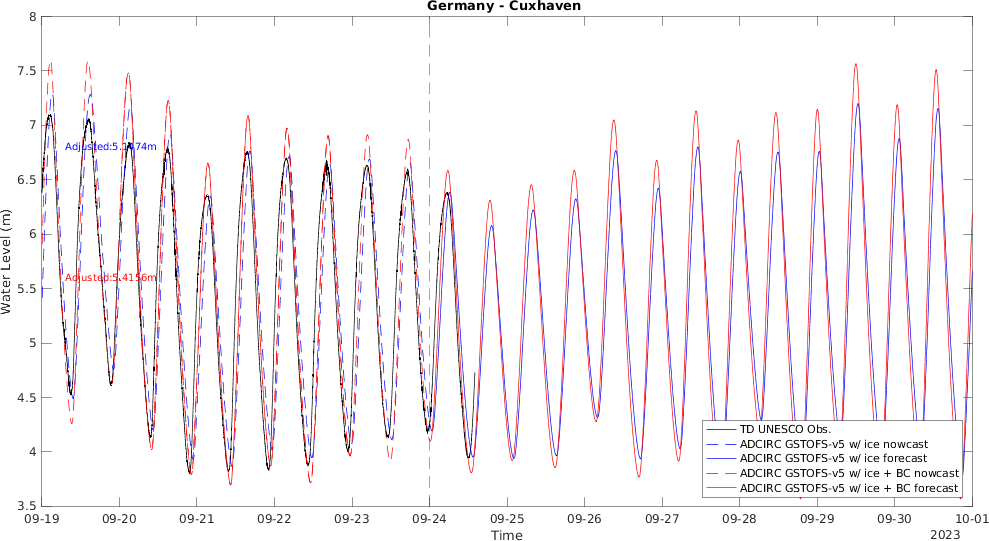 Germany - Cuxhaven
8
7.5
7
6.5
6
5.5
5
4.5
4
3.5
Water Level (m)
Adjusted:5.1474m
Adjusted:5.4156m
TD UNESCO Obs.
ADCIRC GSTOFS-v5 w/ ice nowcast
ADCIRC GSTOFS-v5 w/ ice forecast
ADCIRC GSTOFS-v5 w/ ice + BC nowcast
ADCIRC GSTOFS-v5 w/ ice + BC forecast
09-19 09-20 09-21 09-22 09-23 09-24 09-25 09-26 09-27 09-28 09-29 09-30 10-01
Time
2023